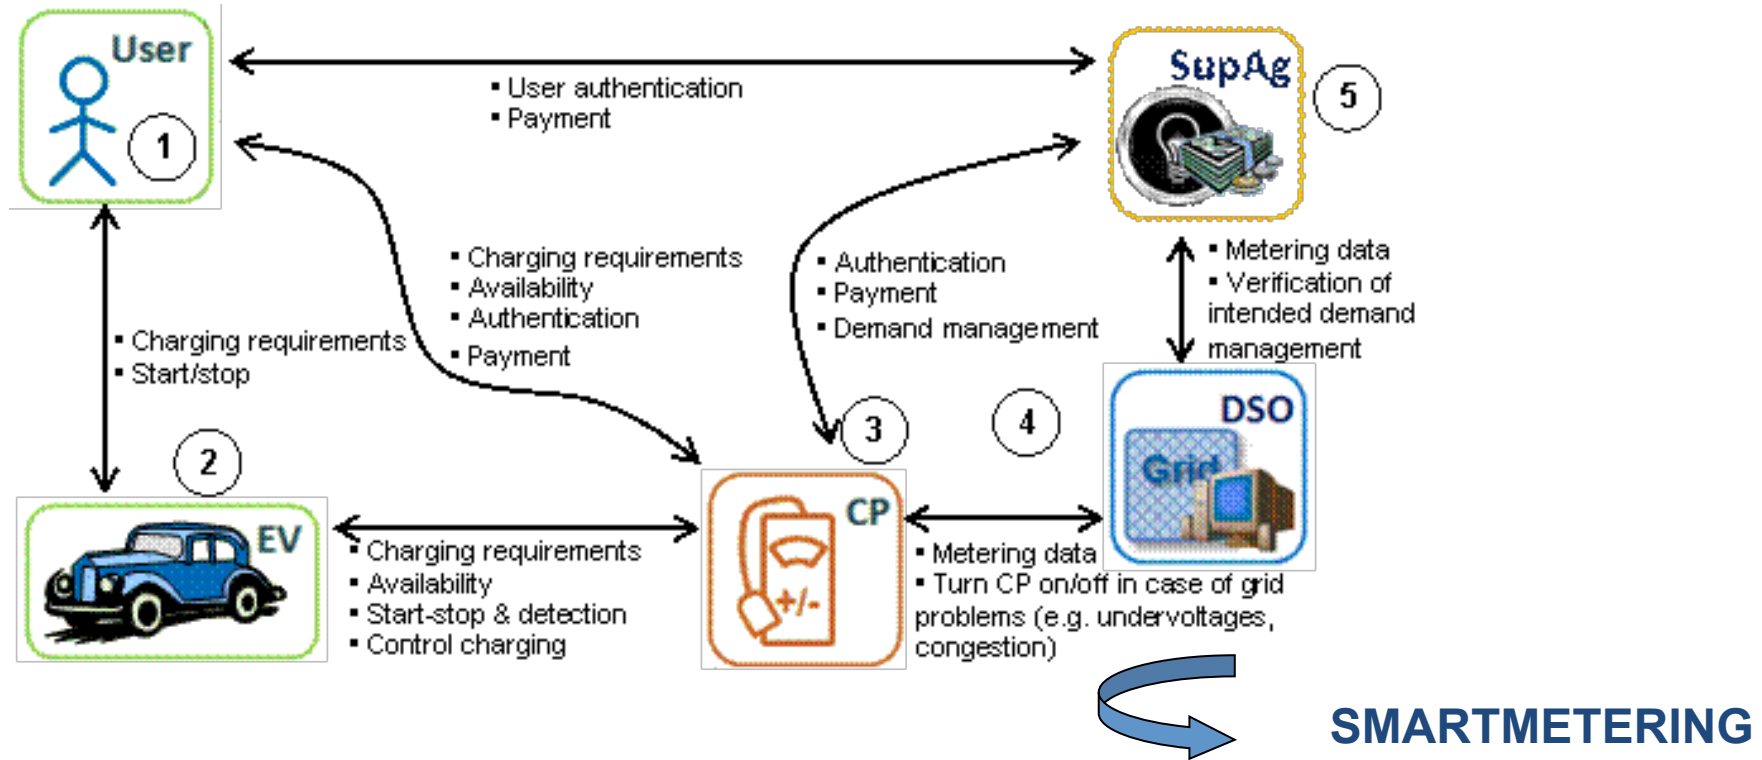 User
1
SupAg
5
▪ User authentication
▪ Payment
▪ Charging requirements
▪ Availability
▪ Authentication
▪ Payment
▪ Authentication
▪ Payment
▪ Demand management
▪ Metering data
▪ Verification of
intended demand
management
▪ Charging requirements
▪ Start/stop
2
3
4
DSO
Grid
EV
CP
+/-
▪ Charging requirements
▪ Availability
▪ Start-stop & detection
▪ Control charging
▪ Metering data
▪ Turn CP on/off in case of grid
problems (e.g. undervoltages,
congestion)
SMARTMETERING